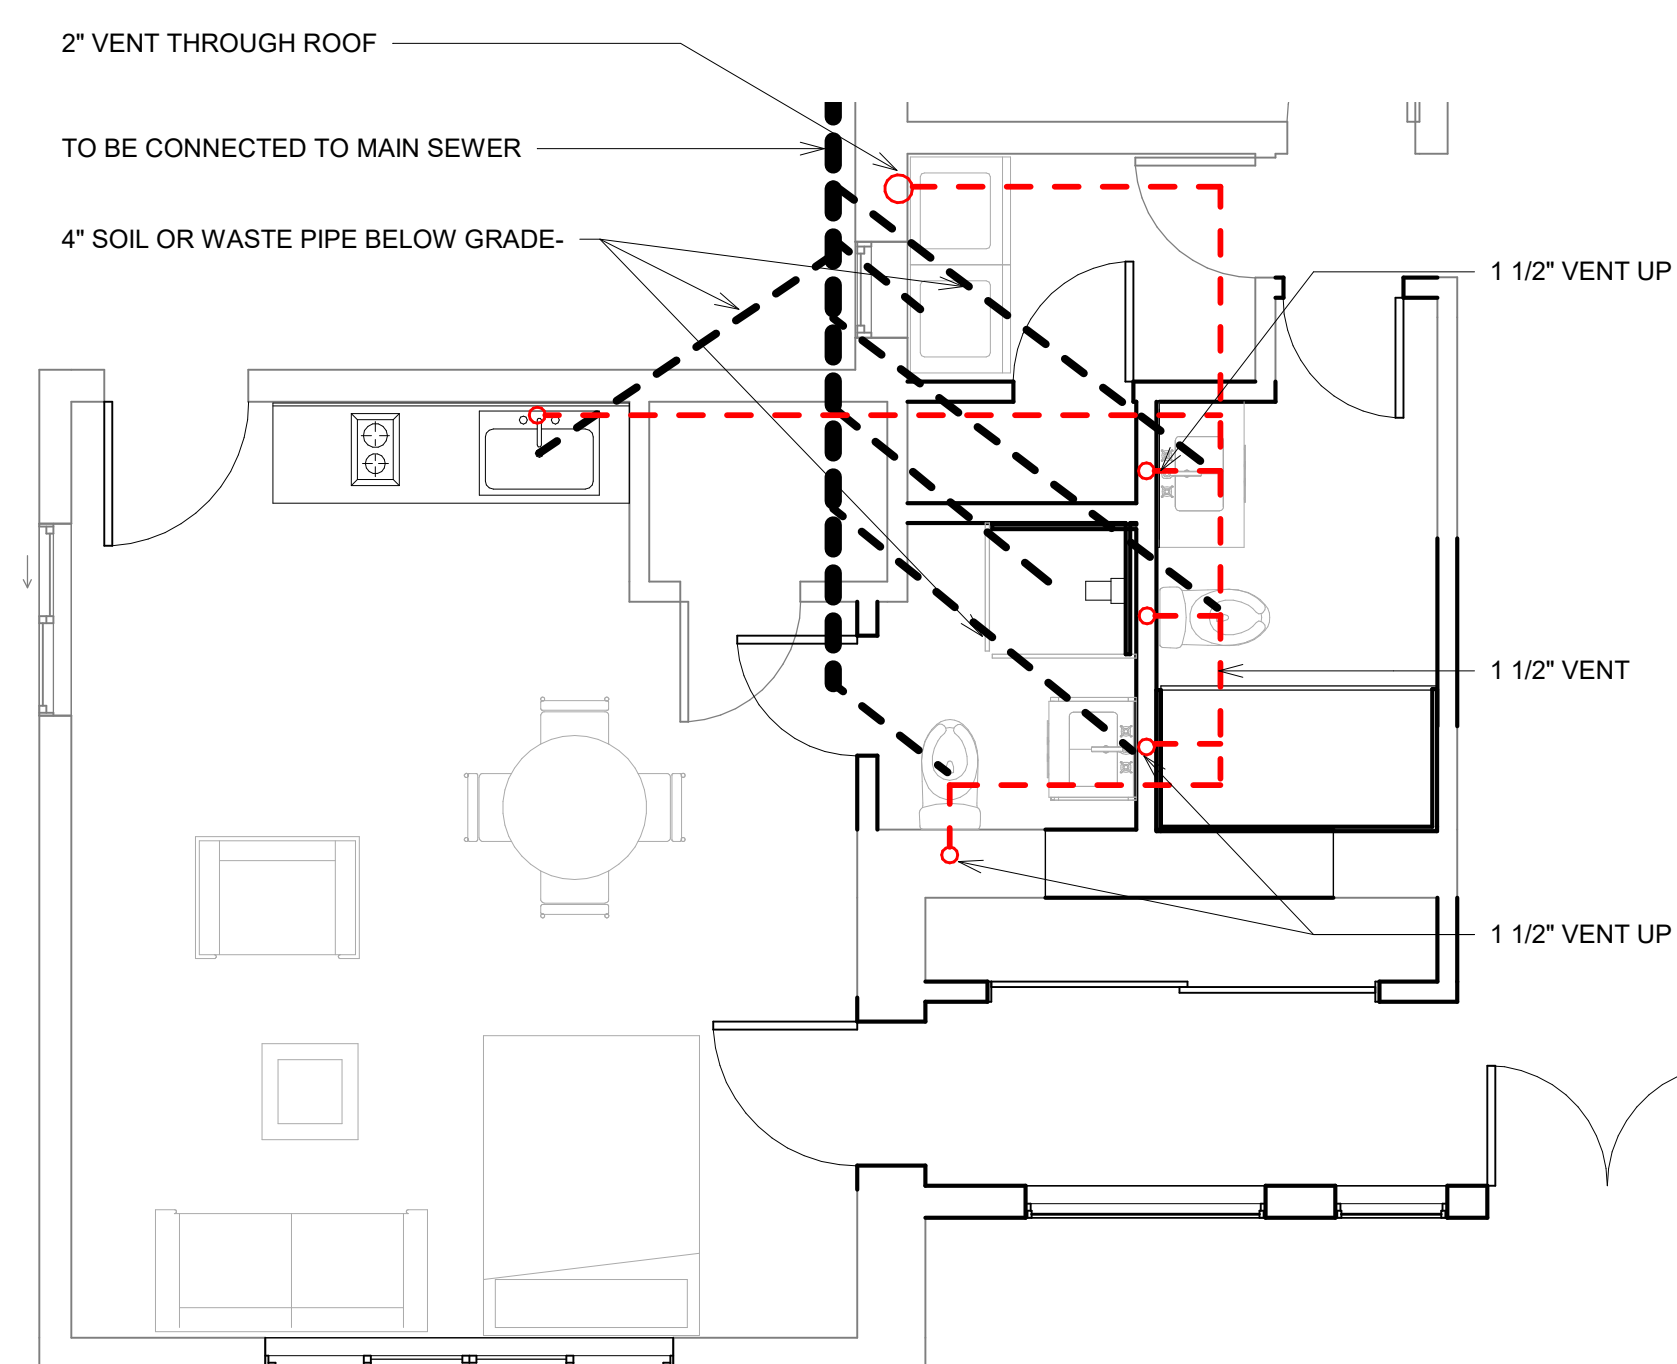 2" VENT THROUGH ROOF
TO BE CONNECTED TO MAIN SEWER
4" SOIL OR WASTE PIPE BELOW GRADE-
1 1/2" VENT UP
1 1/2" VENT
1 1/2" VENT UP